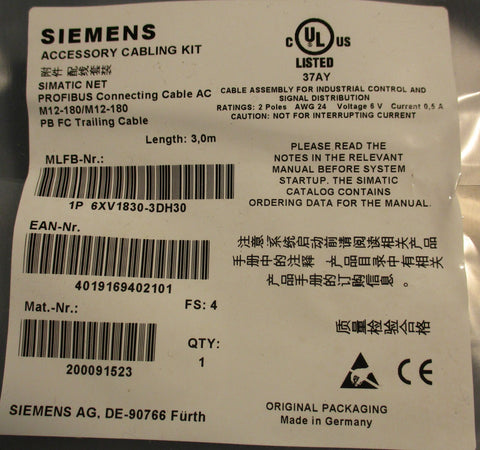 SIEMENS
ACCESSORY CABLING KIT
附件 配线套装
SIMATIC NET
PROFIBUS Connecting Cable AC
M12-180/M12-180
PB FC Trailing Cable
Length: 3,0m
MLFB-Nr.:
1P 6XV1830-3DH30
EAN-Nr.
4019169402101
Mat.-Nr.:
FS: 4
QTY:
1
200091523
SIEMENS AG, DE-90766 Fürth
C UL US
LISTED
37AY
CABLE ASSEMBLY FOR INDUSTRIAL CONTROL AND
SIGNAL DISTRIBUTION
RATINGS: 2 Poles AWG 24 Voltage 6 V Current 0,5 A
CAUTION: NOT FOR INTERRUPTING CURRENT
PLEASE READ THE
NOTES IN THE RELEVANT
MANUAL BEFORE SYSTEM
STARTUP. THE SIMATIC
CATALOG CONTAINS
ORDERING DATA FOR THE MANUAL.
注意系统启动前请阅读相关产品
手册中的注释，产品目录中有相关
产品手册的订购信息。
质量检验合格
CE
ORIGINAL PACKAGING
Made in Germany